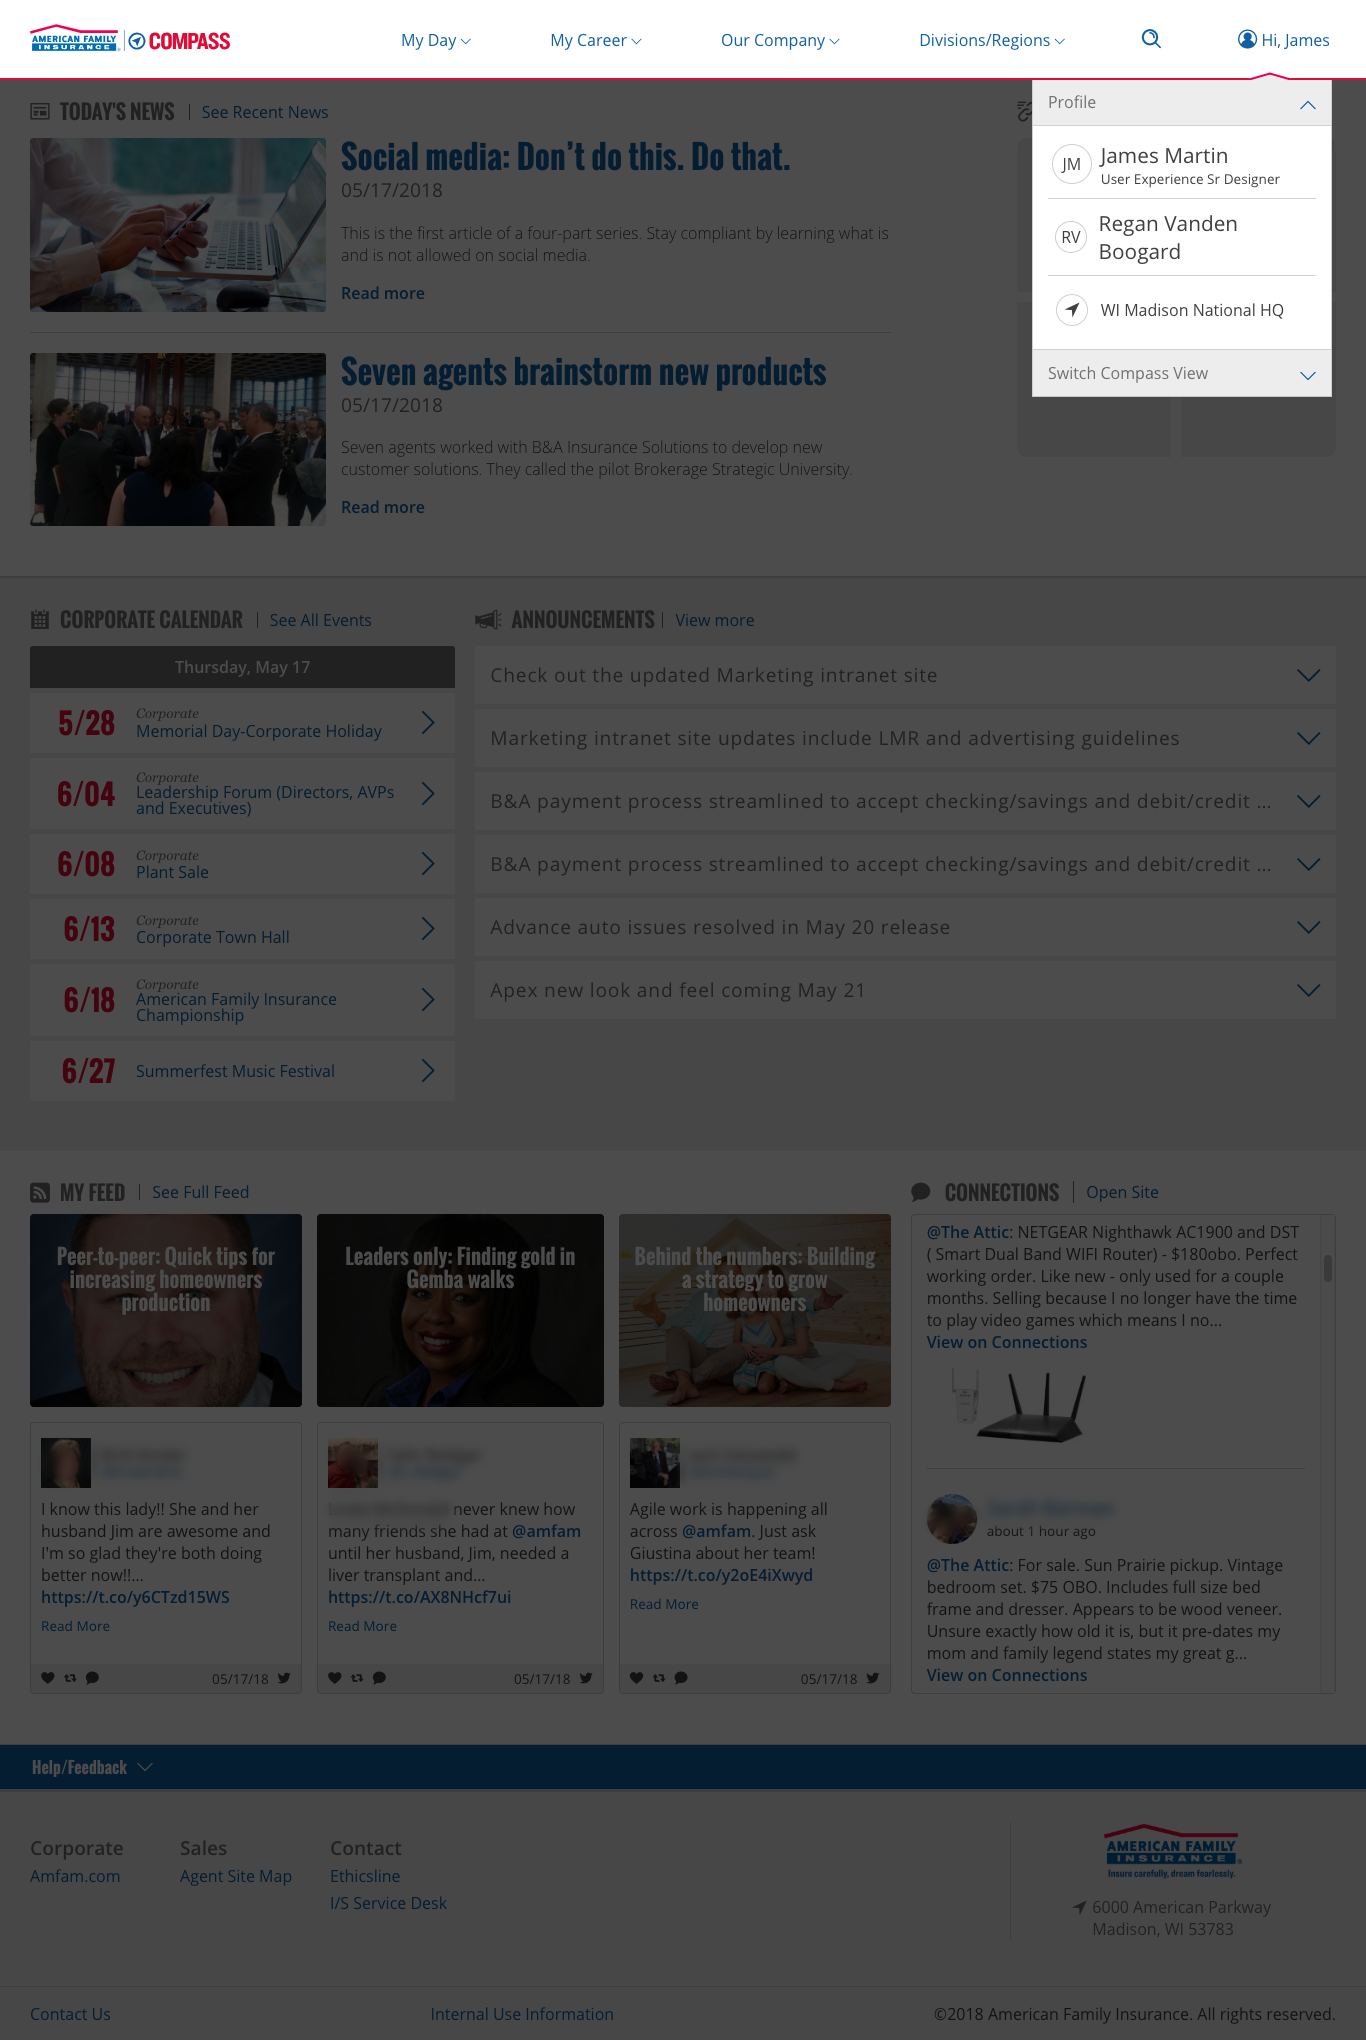 AMERICAN FAMILY
INSURANCE
COMPASS
My Day
My Career
Our Company
Divisions/Regions
Hi, James
TODAY'S NEWS
See Recent News
Social media: Don't do this. Do that.
05/17/2018
This is the first article of a four-part series. Stay compliant by learning what is
and is not allowed on social media.
Read more
Seven agents brainstorm new products
05/17/2018
Seven agents worked with B&A Insurance Solutions to develop new
customer solutions. They called the pilot Brokerage Strategic University.
Read more
Profile
JM
James Martin
User Experience Sr Designer
RV
Regan Vanden
Boogard
WI Madison National HQ
Switch Compass View
CORPORATE CALENDAR
See All Events
Thursday, May 17
5/28
Corporate
Memorial Day-Corporate Holiday
6/04
Corporate
Leadership Forum (Directors, AVPs
and Executives)
6/08
Corporate
Plant Sale
6/13
Corporate
Corporate Town Hall
6/18
Corporate
American Family Insurance
Championship
6/27
Summerfest Music Festival
ANNOUNCEMENTS
View more
Check out the updated Marketing intranet site
Marketing intranet site updates include LMR and advertising guidelines
B&A payment process streamlined to accept checking/savings and debit/credit ...
B&A payment process streamlined to accept checking/savings and debit/credit ...
Advance auto issues resolved in May 20 release
Apex new look and feel coming May 21
MY FEED
See Full Feed
Peer-to-peer: Quick tips for
increasing homeowners
production
Leaders only: Finding gold in
Gemba walks
Behind the numbers: Building
a strategy to grow
homeowners
I know this lady!! She and her
husband Jim are awesome and
I'm so glad they're both doing
better now!!...
https://t.co/y6CTzd15WS
Read More
05/17/18
never knew how
many friends she had at @amfam
until her husband, Jim, needed a
liver transplant and...
https://t.co/AX8NHcf7ui
Read More
05/17/18
Agile work is happening all
across @amfam. Just ask
Giustina about her team!
https://t.co/y2oE4iXwyd
Read More
05/17/18
CONNECTIONS
Open Site
@The Attic: NETGEAR Nighthawk AC1900 and DST
( Smart Dual Band WIFI Router) - $180obo. Perfect
working order. Like new - only used for a couple
months. Selling because I no longer have the time
to play video games which means I no...
View on Connections
about 1 hour ago
@The Attic: For sale. Sun Prairie pickup. Vintage
bedroom set. $75 OBO. Includes full size bed
frame and dresser. Appears to be wood veneer.
Unsure exactly how old it is, but it pre-dates my
mom and family legend states my great g...
View on Connections
Help/Feedback
Corporate
Amfam.com
Sales
Agent Site Map
Contact
Ethicsline
I/S Service Desk
AMERICAN FAMILY
INSURANCE
Insure carefully, dream fearlessly.
6000 American Parkway
Madison, WI 53783
Contact Us
Internal Use Information
©2018 American Family Insurance. All rights reserved.